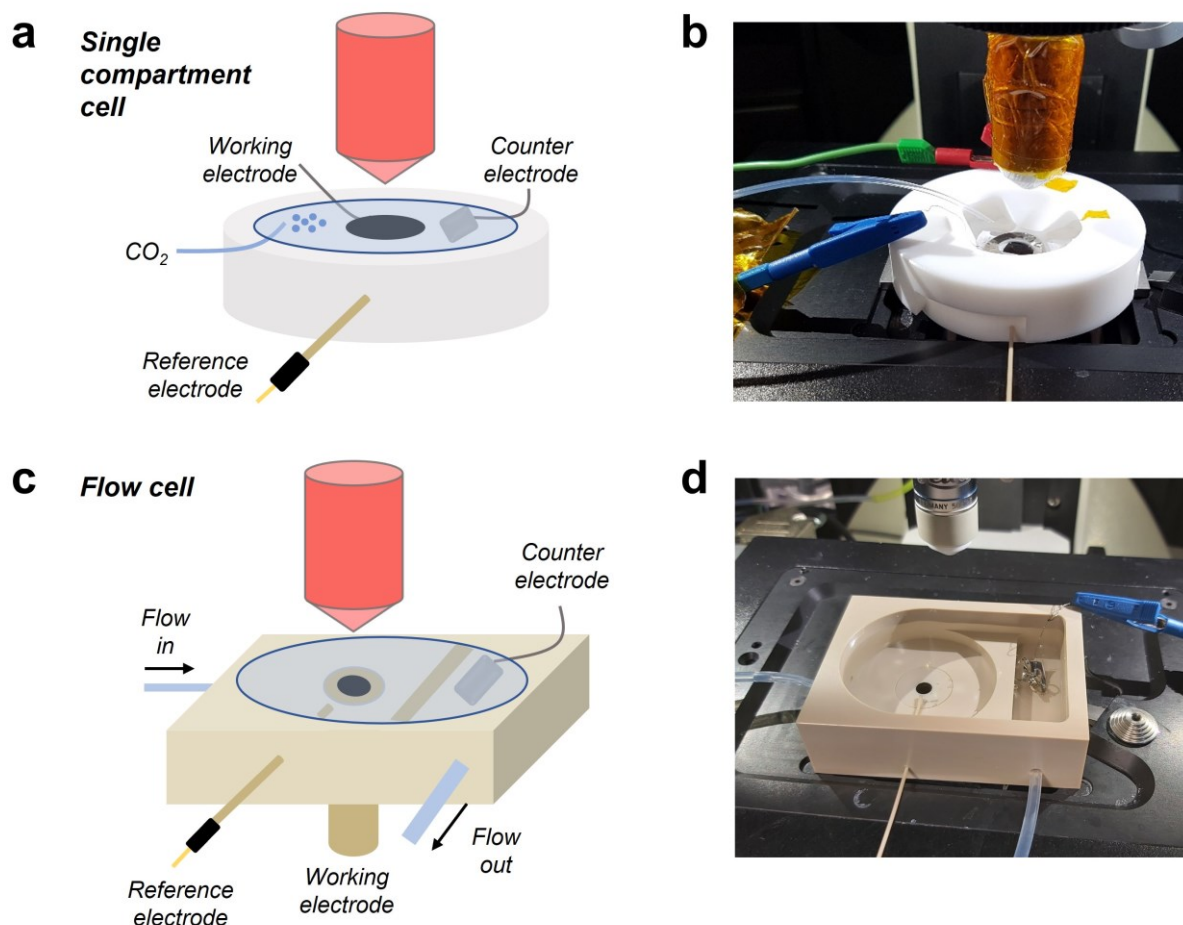 a
Single
compartment
cell
Working
electrode
Counter
electrode
CO2
Reference
electrode
b
c
Flow cell
Counter
electrode
Flow
in
Flow
out
Reference
electrode
Working
electrode
d